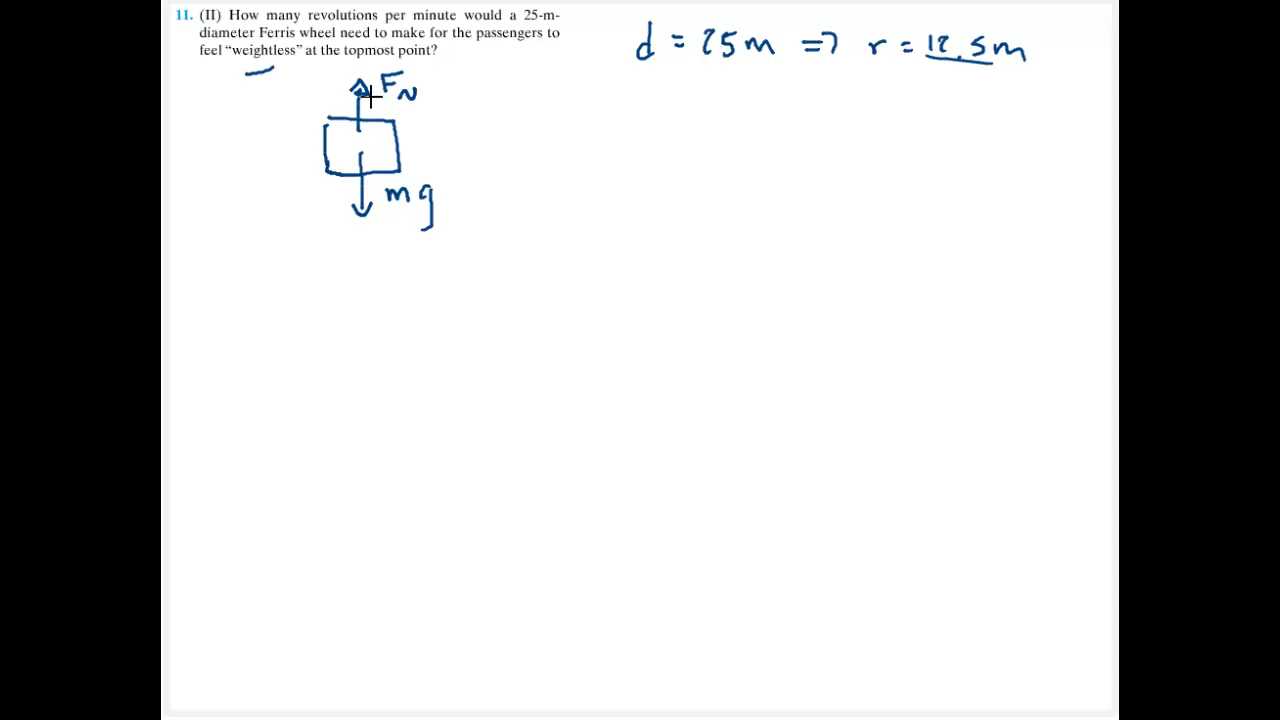 11. (II) How many revolutions per minute would a 25-m-
diameter Ferris wheel need to make for the passengers to
feel “weightless” at the topmost point?
d = 25m => r = 12.5m
FN
mg